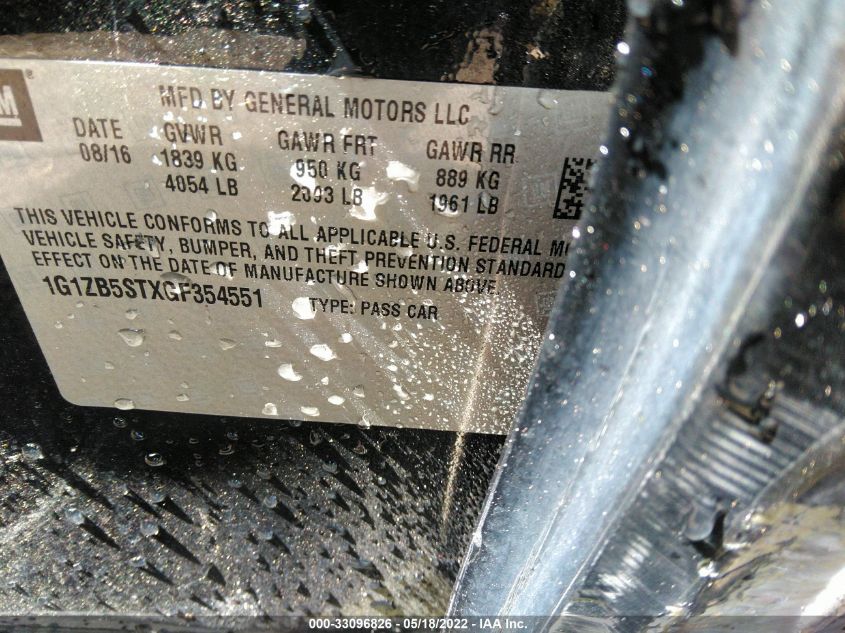 M ®
MFD BY GENERAL MOTORS LLC
DATE GVWR GAWR FRT GAWR RR
08/16 1839 KG 950 KG 889 KG
4054 LB 2093 LB 1961 LB
THIS VEHICLE CONFORMS TO ALL APPLICABLE U.S. FEDERAL
VEHICLE SAFETY, BUMPER, AND THEFT PREVENTION STANDARD
EFFECT ON THE DATE OF MANUFACTURE SHOWN ABOVE.
1G1ZB5STXGF354551 TYPE: PASS CAR
000-33096826 - 05/18/2022 - IAA Inc.